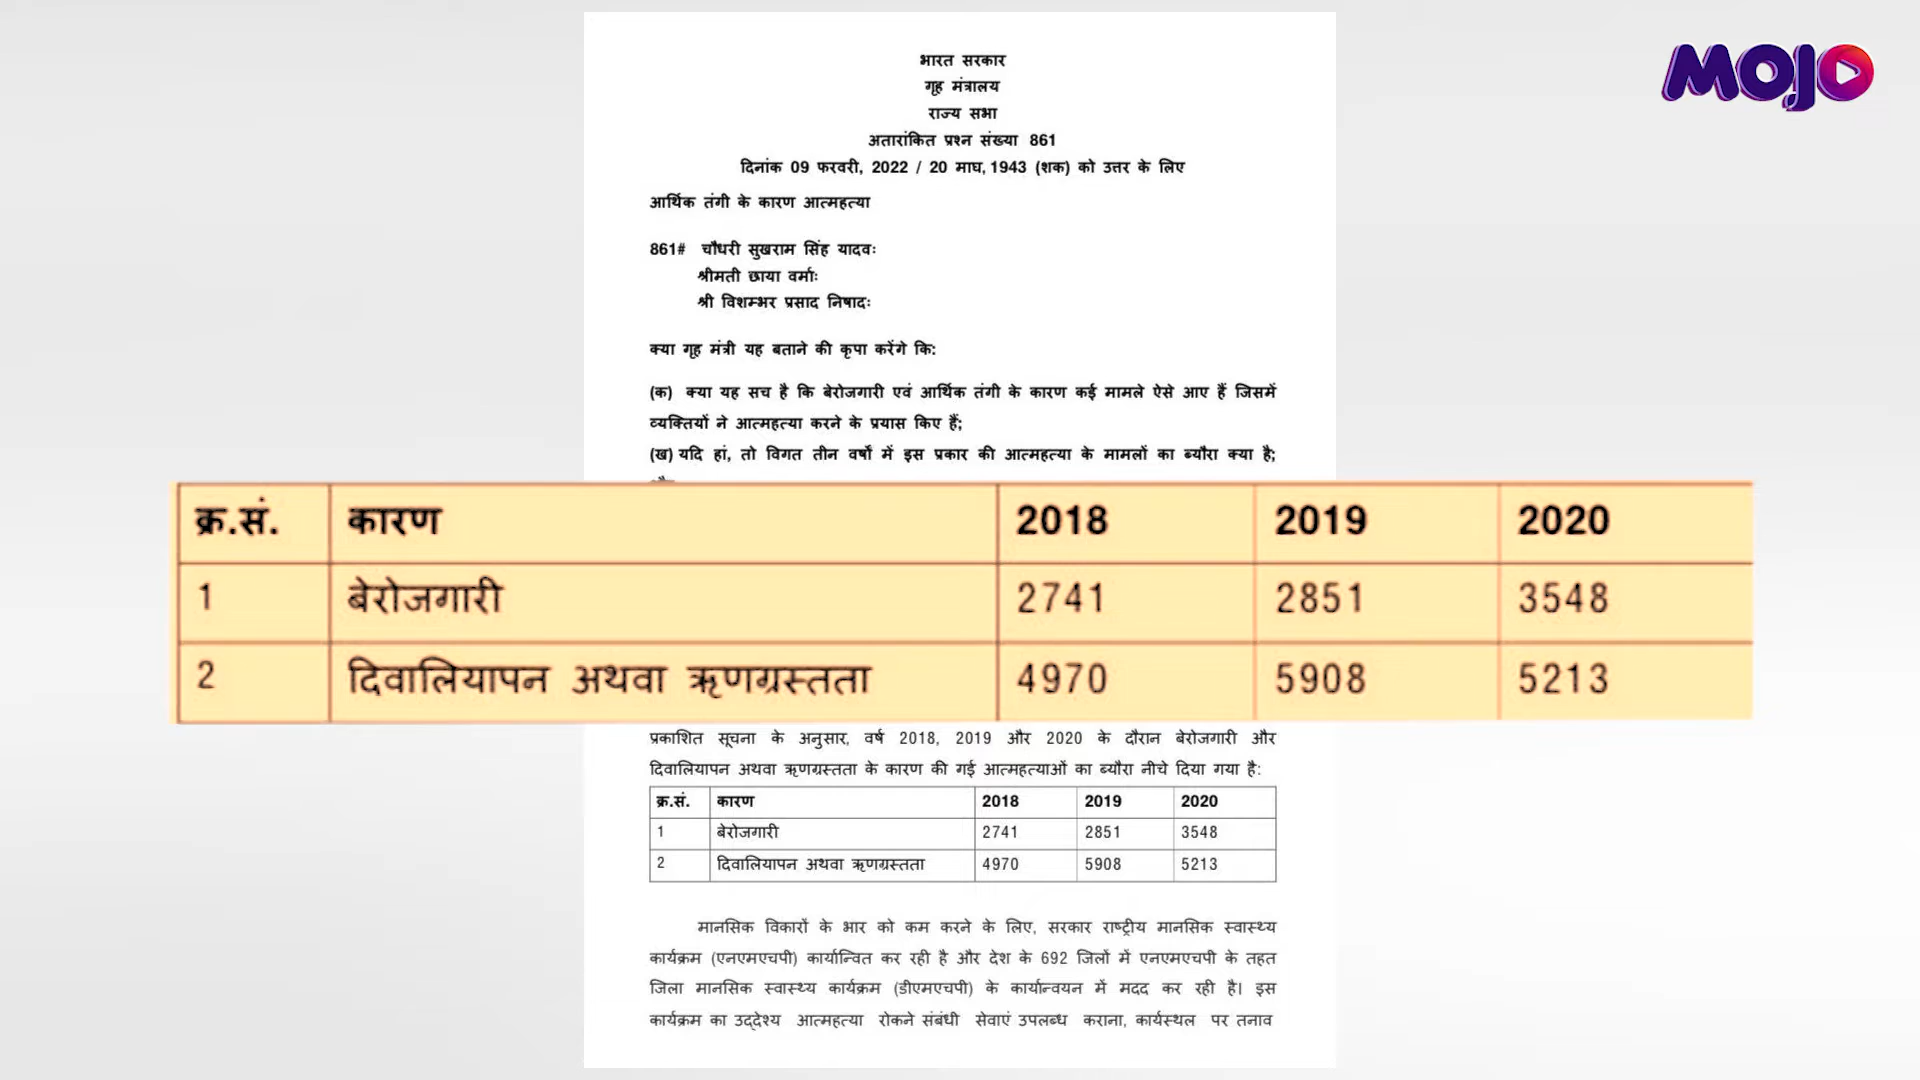 MOJO
भारत सरकार
गृह मंत्रालय
राज्य सभा
अतारांकित प्रश्न संख्या 861
दिनांक 09 फरवरी, 2022 / 20 माघ, 1943 (शक) को उत्तर के लिए
आर्थिक तंगी के कारण आत्महत्या
861# चौधरी सुखराम सिंह यादवः
श्रीमती छाया वर्माः
श्री विशम्भर प्रसाद निषादः
क्या गृह मंत्री यह बताने की कृपा करेंगे कि:
(क) क्या यह सच है कि बेरोजगारी एवं आर्थिक तंगी के कारण कई मामले ऐसे आए हैं जिसमें
व्यक्तियों ने आत्महत्या करने के प्रयास किए हैं;
(ख) यदि हां, तो विगत तीन वर्षों में इस प्रकार की आत्महत्या के मामलों का ब्यौरा क्या है;
क्र.सं. कारण 2018 2019 2020
1 बेरोजगारी 2741 2851 3548
2 दिवालियापन अथवा ऋणग्रस्तता 4970 5908 5213
प्रकाशित सूचना के अनुसार, वर्ष 2018, 2019 और 2020 के दौरान बेरोजगारी और
दिवालियापन अथवा ऋणग्रस्तता के कारण की गई आत्महत्याओं का ब्यौरा नीचे दिया गया है:
क्र.सं. कारण 2018 2019 2020
1 बेरोजगारी 2741 2851 3548
2 दिवालियापन अथवा ऋणग्रस्तता 4970 5908 5213
मानसिक विकारों के भार को कम करने के लिए, सरकार राष्ट्रीय मानसिक स्वास्थ्य
कार्यक्रम (एनएमएचपी) कार्यान्वित कर रही है और देश के 692 जिलों में एनएमएचपी के तहत
जिला मानसिक स्वास्थ्य कार्यक्रम (डीएमएचपी) के कार्यान्वयन में मदद कर रही है। इस
कार्यक्रम का उद्देश्य आत्महत्या रोकने संबंधी सेवाएं उपलब्ध कराना, कार्यस्थल पर तनाव